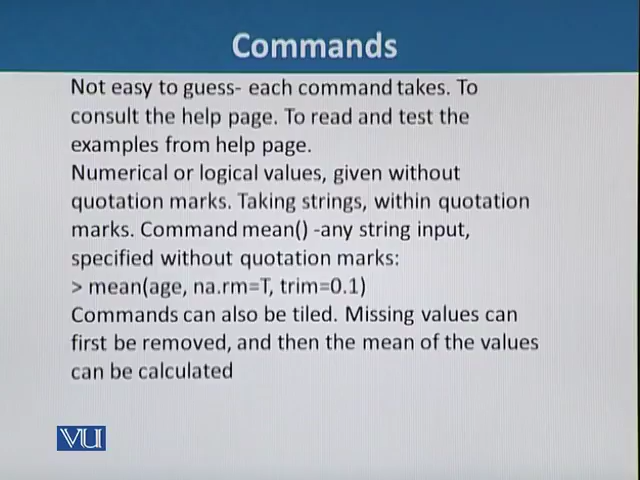 Commands
Not easy to guess- each command takes. To
consult the help page. To read and test the
examples from help page.
Numerical or logical values, given without
quotation marks. Taking strings, within quotation
marks. Command mean() -any string input,
specified without quotation marks:
> mean(age, na.rm=T, trim=0.1)
Commands can also be tiled. Missing values can
first be removed, and then the mean of the values
can be calculated
VU